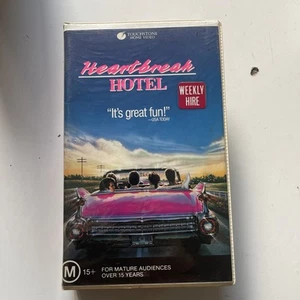 TOUCHSTONE
HOME VIDEO
Heartbreak
HOTEL
WEEKLY
HIRE
"It's great fun!"
—USA TODAY
M 15+ FOR MATURE AUDIENCES
OVER 15 YEARS